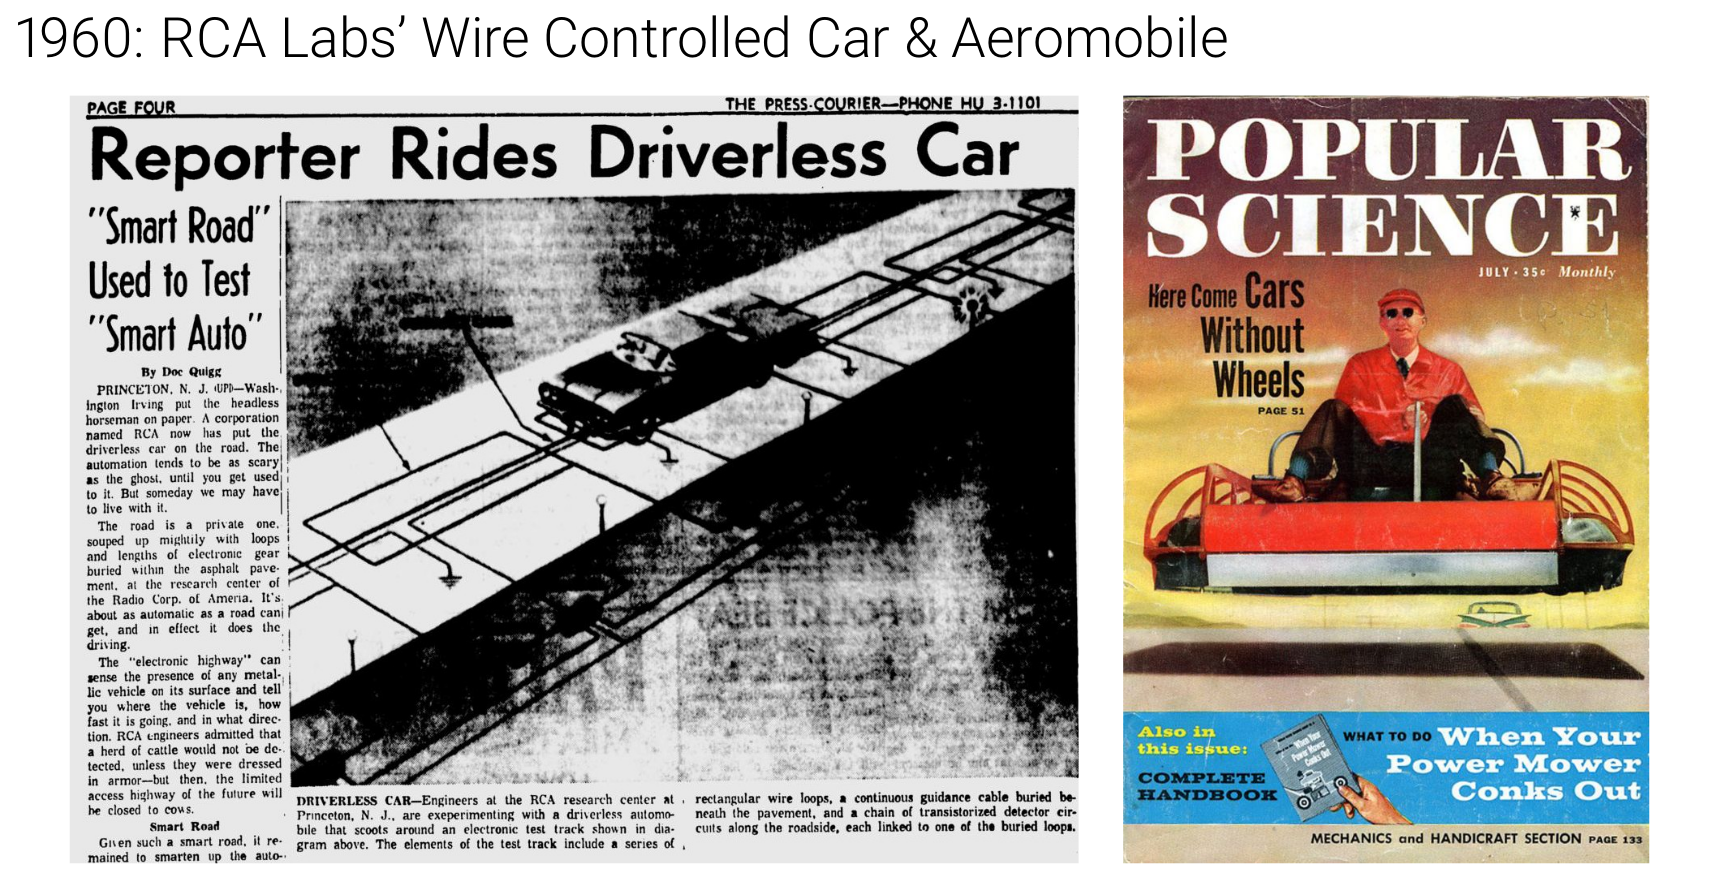 1960: RCA Labs’ Wire Controlled Car & Aeromobile
PAGE FOUR
THE PRESS-COURIER—PHONE HU 3-1101
Reporter Rides Driverless Car
"Smart Road"
Used to Test
"Smart Auto"
By Doc Quigg
PRINCETON, N. J. (UPI)—Wash-
ington Irving put the headless
horseman on paper. A corporation
named RCA now has put the
driverless car on the road. The
automation tends to be as scary
as the ghost, until you get used
to it. But someday we may have
to live with it.
The road is a private one,
souped up mightily with loops
and lengths of electronic gear
buried within the asphalt pave-
ment, at the research center of
the Radio Corp. of Ameria. It's
about as automatic as a road can
get, and in effect it does the
driving.
The "electronic highway" can
sense the presence of any metal-
lic vehicle on its surface and tell
you where the vehicle is, how
fast it is going, and in what direc-
tion. RCA engineers admitted that
a herd of cattle would not be de-
tected, unless they were dressed
in armor—but then, the limited
access highway of the future will
be closed to cows.
Smart Road
Given such a smart road, it re-
mained to smarten up the auto-
DRIVERLESS CAR—Engineers at the RCA research center at
Princeton, N. J., are exeperimenting with a driverless automo-
bile that scoots around an electronic test track shown in dia-
gram above. The elements of the test track include a series of
rectangular wire loops, a continuous guidance cable buried be-
neath the pavement, and a chain of transistorized detector cir-
cuits along the roadside, each linked to one of the buried loops.
POPULAR
SCIENCE
JULY · 35¢ Monthly
Here Come Cars
Without
Wheels
PAGE 51
Also in
this issue:
COMPLETE
HANDBOOK
When Your
Power Mower
Conks Out
WHAT TO DO When Your
Power Mower
Conks Out
MECHANICS and HANDICRAFT SECTION PAGE 133